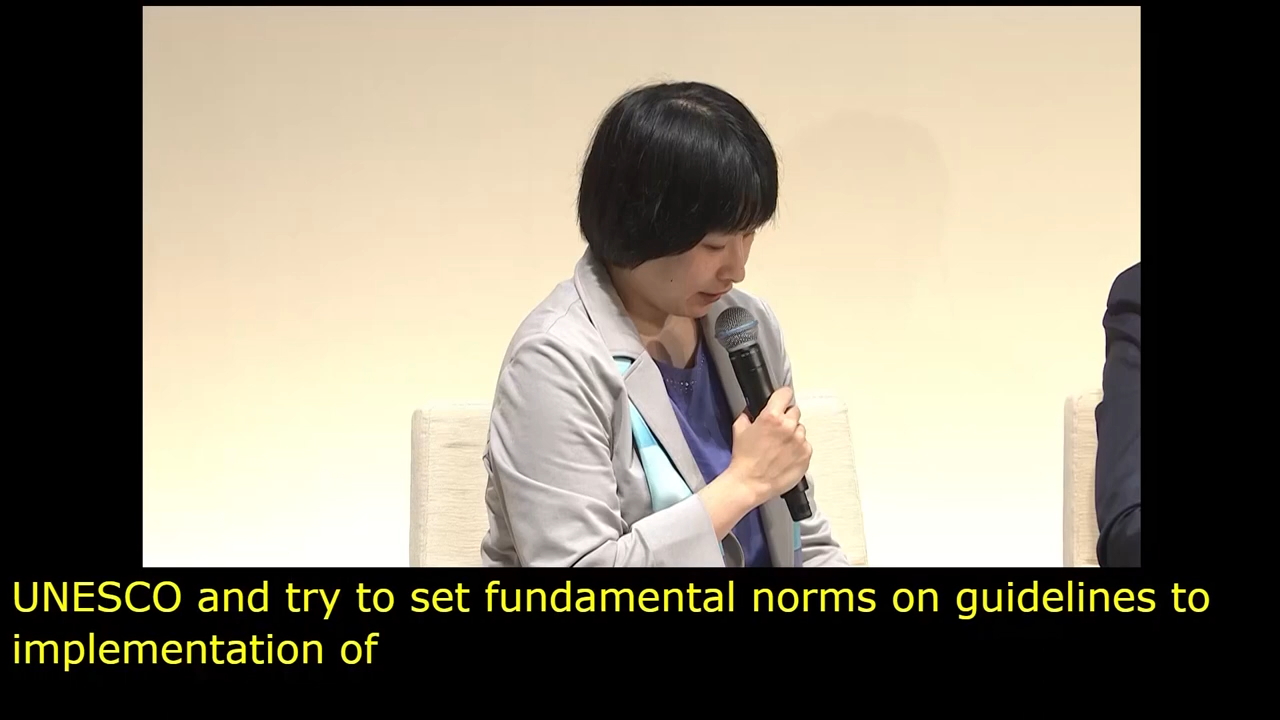 UNESCO and try to set fundamental norms on guidelines to
implementation of